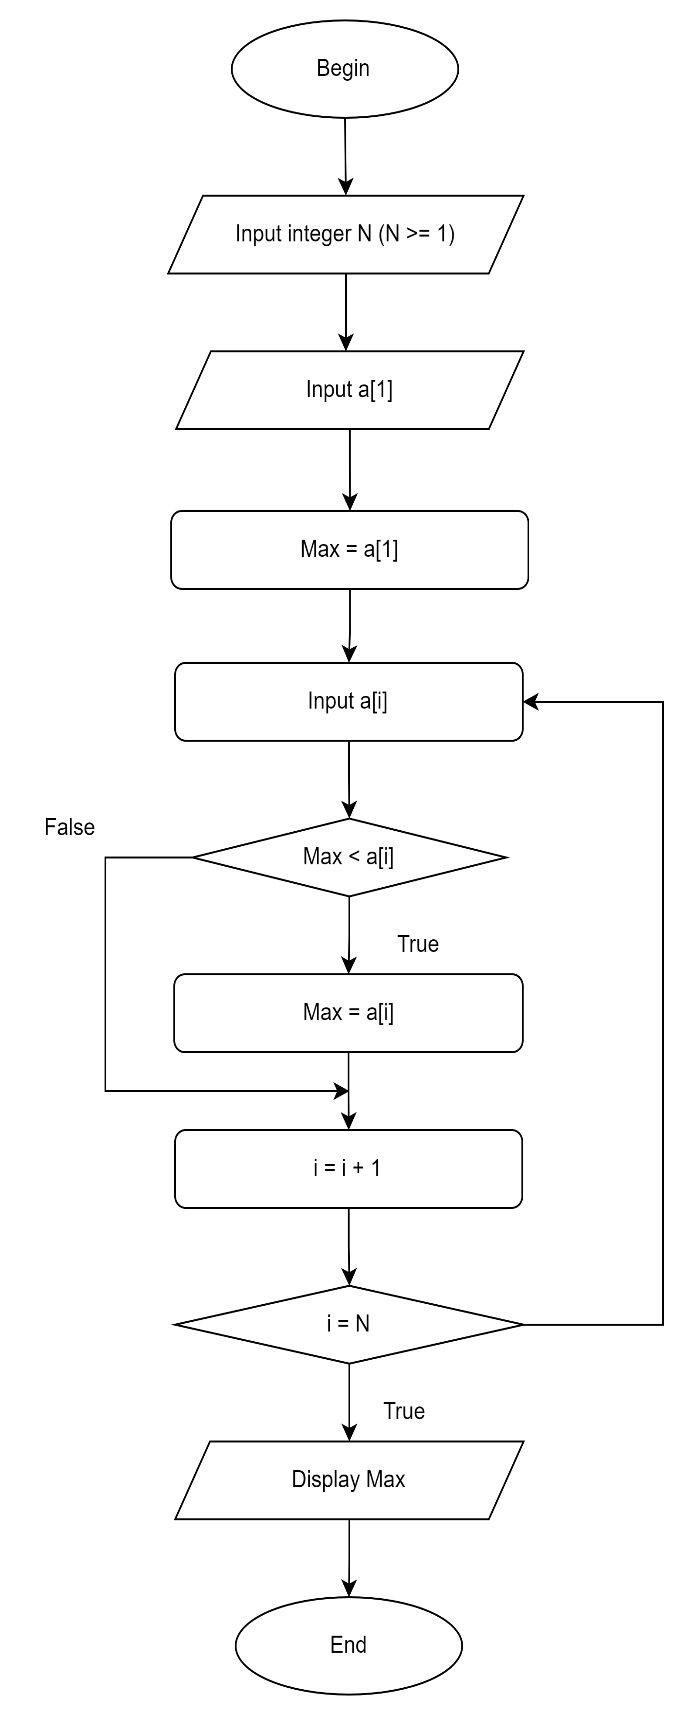 Begin
Input integer N (N >= 1)
Input a[1]
Max = a[1]
Input a[i]
False
Max < a[i]
True
Max = a[i]
i = i + 1
i = N
True
Display Max
End